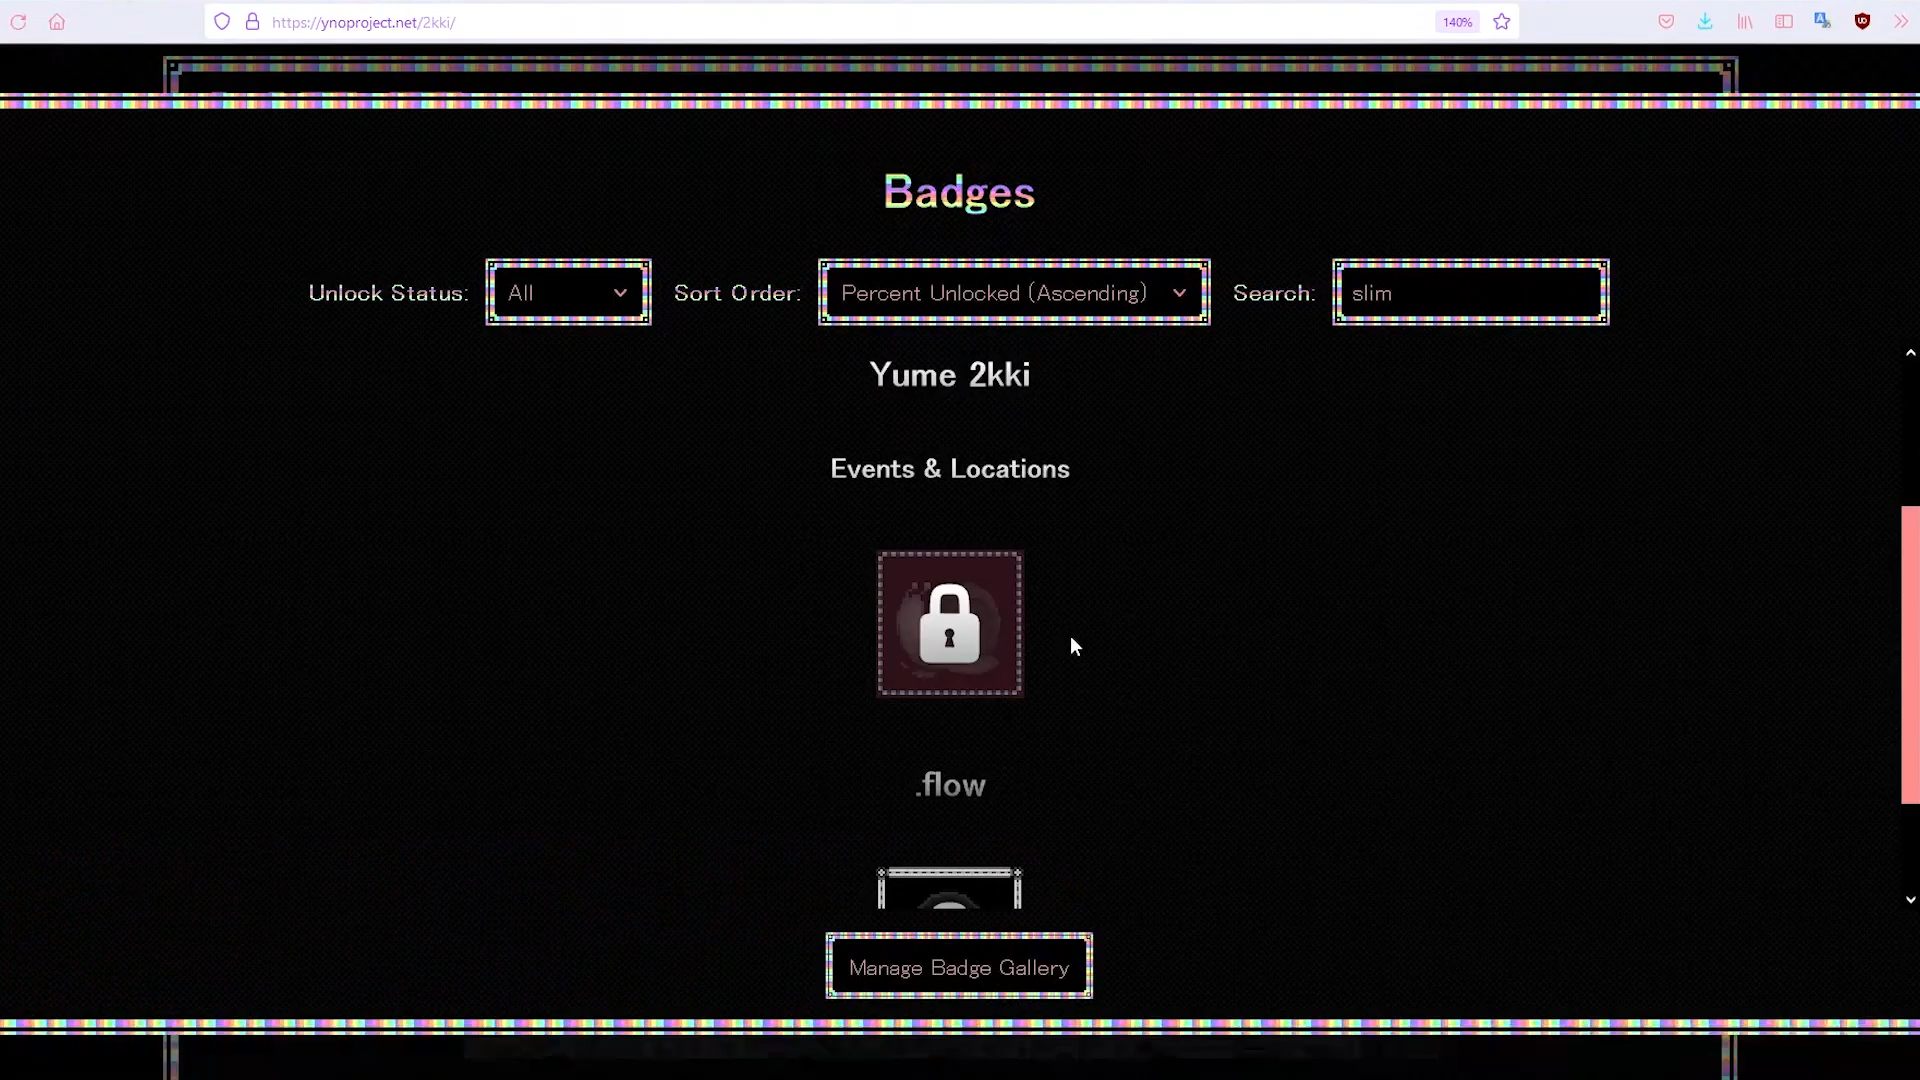 https://ynoproject.net/2kki/
140%
Badges
Unlock Status: All Sort Order: Percent Unlocked (Ascending) Search: slim
Yume 2kki
Events & Locations
.flow
Manage Badge Gallery